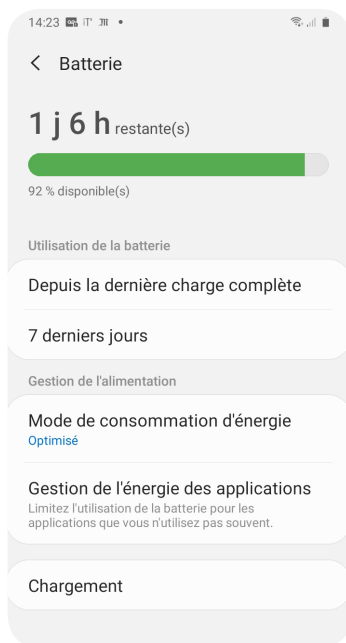 14:23
Batterie
1 j 6 h restante(s)
92 % disponible(s)
Utilisation de la batterie
Depuis la dernière charge complète
7 derniers jours
Gestion de l'alimentation
Mode de consommation d'énergie
Optimisé
Gestion de l'énergie des applications
Limitez l'utilisation de la batterie pour les
applications que vous n'utilisez pas souvent.
Chargement